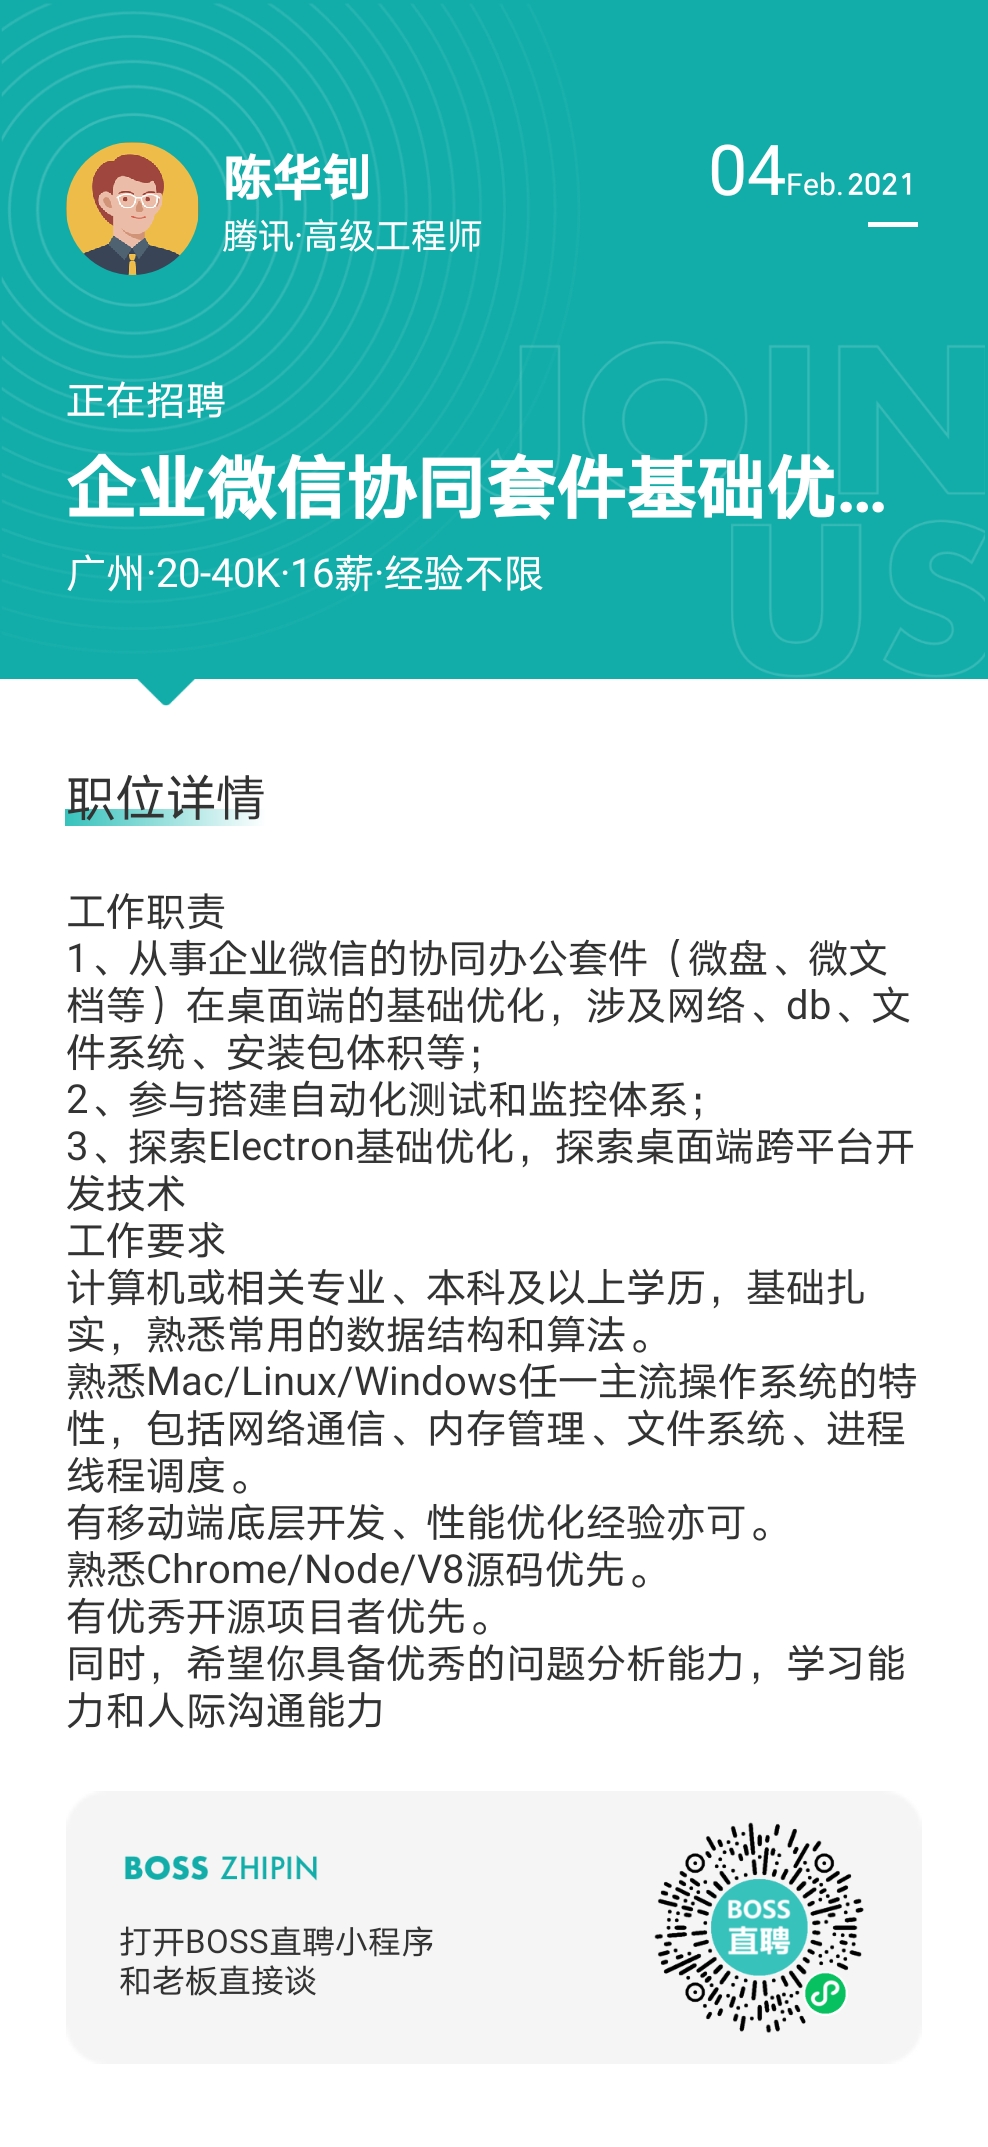 陈华钊
腾讯·高级工程师
04Feb.2021
JOIN
US
正在招聘
企业微信协同套件基础优...
广州·20-40K·16薪·经验不限
职位详情
工作职责
1、从事企业微信的协同办公套件（微盘、微文
档等）在桌面端的基础优化，涉及网络、db、文
件系统、安装包体积等；
2、参与搭建自动化测试和监控体系；
3、探索Electron基础优化，探索桌面端跨平台开
发技术
工作要求
计算机或相关专业、本科及以上学历，基础扎
实，熟悉常用的数据结构和算法。
熟悉Mac/Linux/Windows任一主流操作系统的特
性，包括网络通信、内存管理、文件系统、进程
线程调度。
有移动端底层开发、性能优化经验亦可。
熟悉Chrome/Node/V8源码优先。
有优秀开源项目者优先。
同时，希望你具备优秀的问题分析能力，学习能
力和人际沟通能力
BOSS ZHIPIN
打开BOSS直聘小程序
和老板直接谈
BOSS
直聘